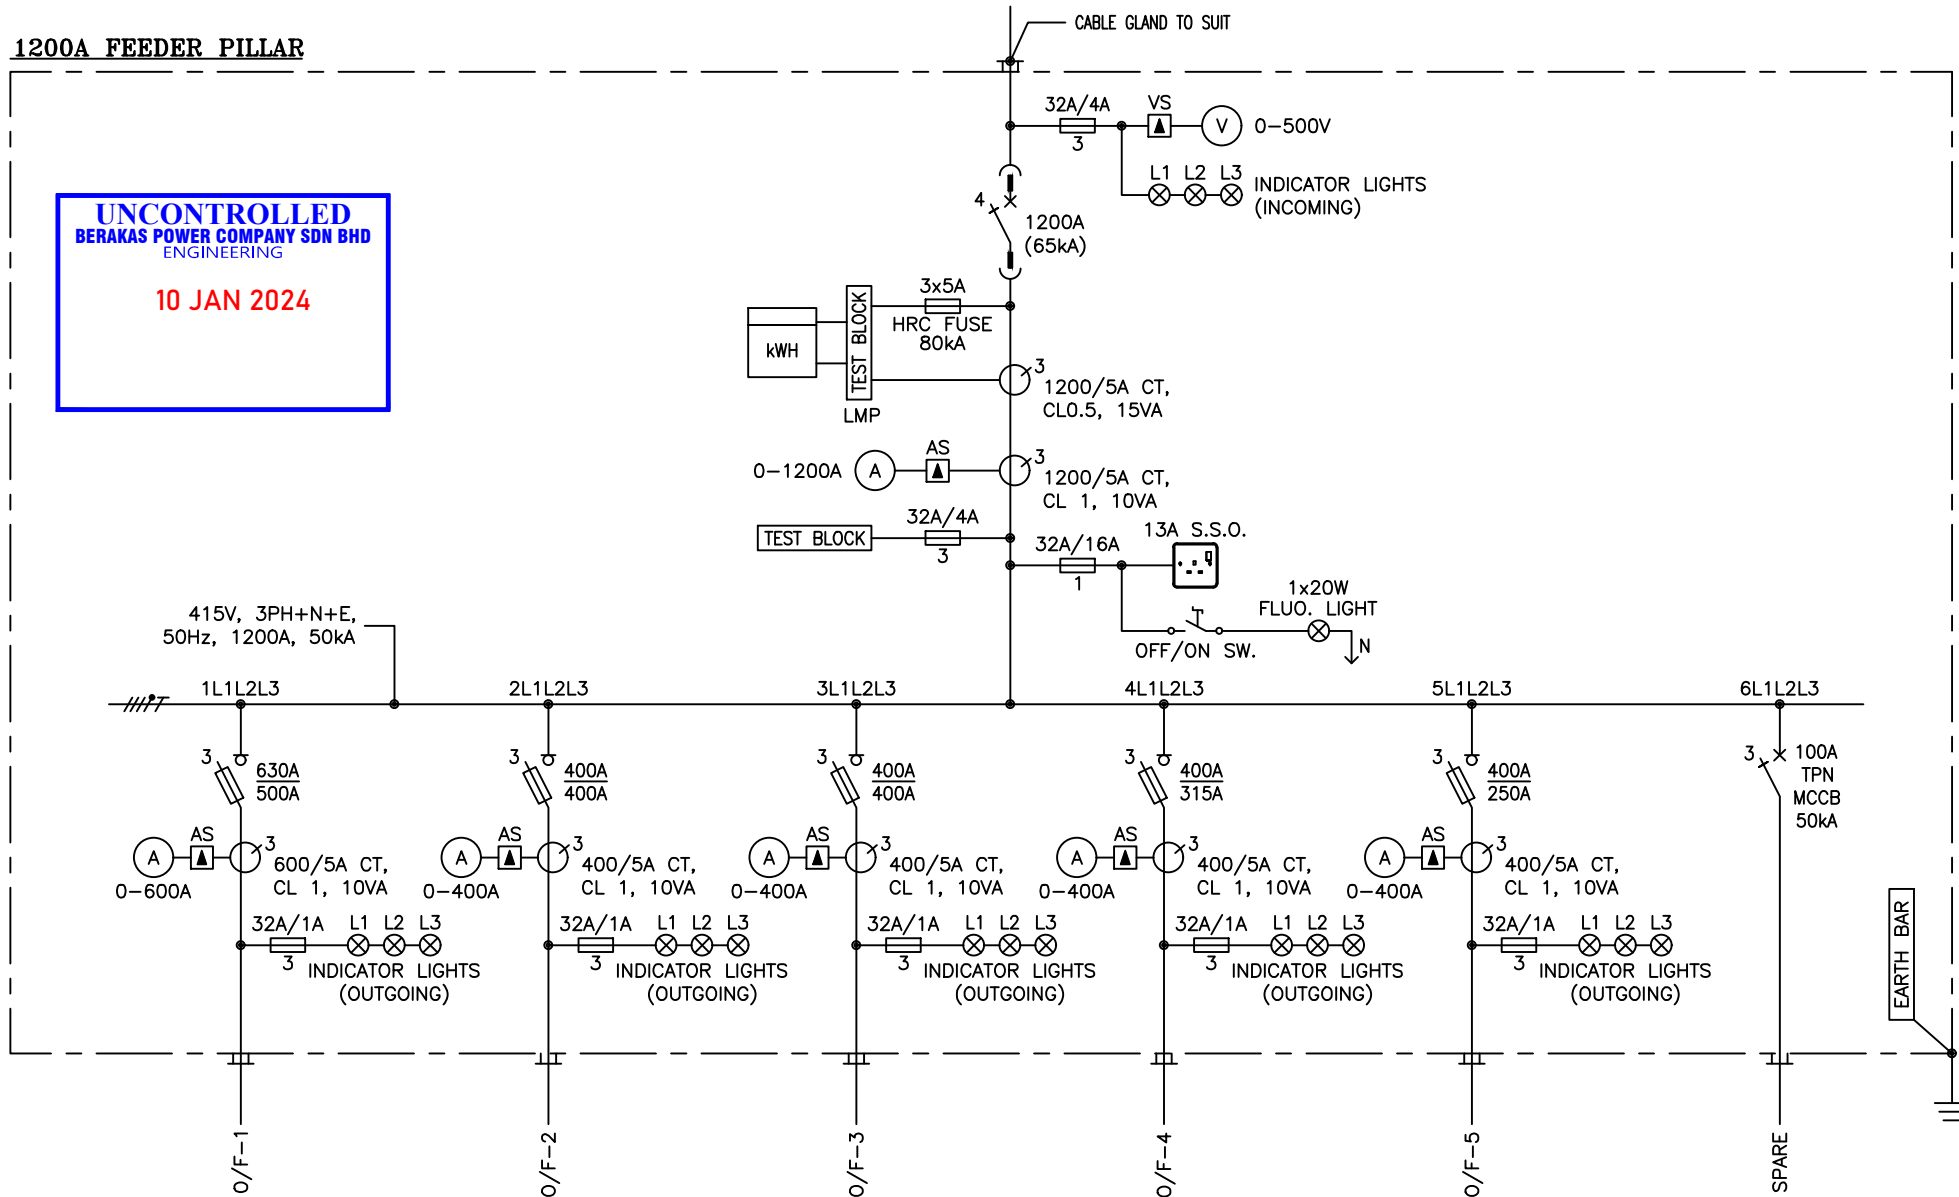 1200A FEEDER PILLAR
CABLE GLAND TO SUIT
UNCONTROLLED
BERAKAS POWER COMPANY SDN BHD
ENGINEERING
10 JAN 2024
32A/4A
3
VS
V
0-500V
L1 L2 L3
INDICATOR LIGHTS
(INCOMING)
4
1200A
(65kA)
3x5A
HRC FUSE
80kA
kWH
TEST BLOCK
LMP
3
1200/5A CT,
CL0.5, 15VA
0-1200A
A
AS
3
1200/5A CT,
CL 1, 10VA
TEST BLOCK
32A/4A
3
32A/16A
1
13A S.S.O.
1x20W
FLUO. LIGHT
OFF/ON SW.
N
415V, 3PH+N+E,
50Hz, 1200A, 50kA
1L1L2L3
2L1L2L3
3L1L2L3
4L1L2L3
5L1L2L3
6L1L2L3
3
630A
500A
A
AS
3
0-600A
600/5A CT,
CL 1, 10VA
32A/1A
3
L1 L2 L3
INDICATOR LIGHTS
(OUTGOING)
O/F-1
3
400A
400A
A
AS
3
0-400A
400/5A CT,
CL 1, 10VA
32A/1A
3
L1 L2 L3
INDICATOR LIGHTS
(OUTGOING)
O/F-2
3
400A
400A
A
AS
3
0-400A
400/5A CT,
CL 1, 10VA
32A/1A
3
L1 L2 L3
INDICATOR LIGHTS
(OUTGOING)
O/F-3
3
400A
315A
A
AS
3
0-400A
400/5A CT,
CL 1, 10VA
32A/1A
3
L1 L2 L3
INDICATOR LIGHTS
(OUTGOING)
O/F-4
3
400A
250A
A
AS
3
0-400A
400/5A CT,
CL 1, 10VA
32A/1A
3
L1 L2 L3
INDICATOR LIGHTS
(OUTGOING)
O/F-5
3
100A
TPN
MCCB
50kA
SPARE
EARTH BAR